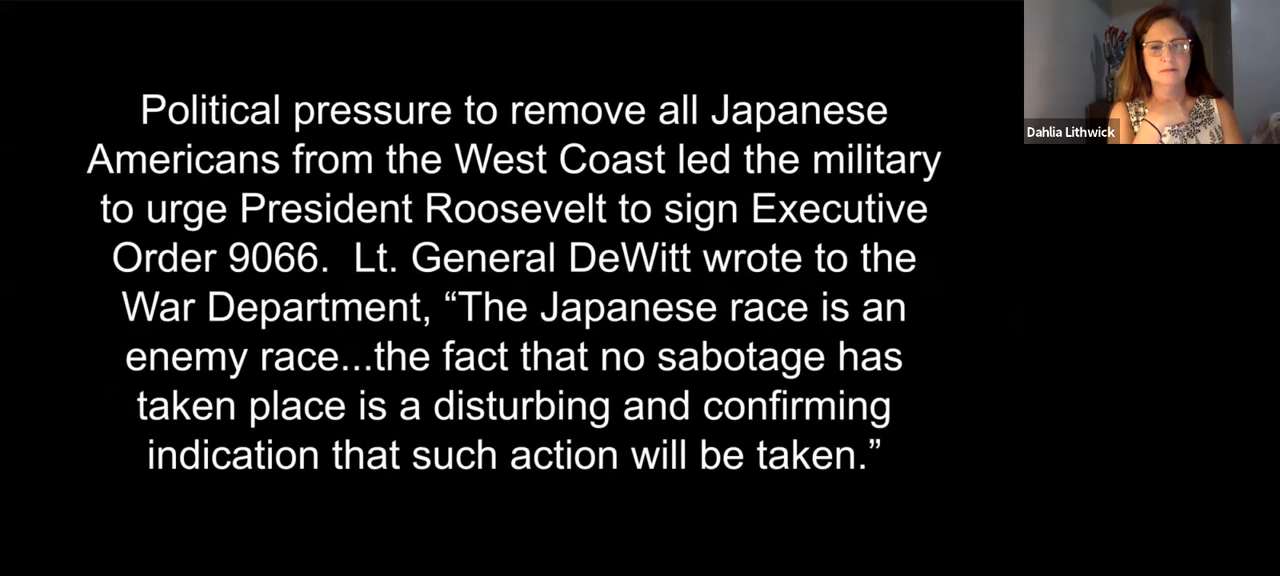 Political pressure to remove all Japanese
Americans from the West Coast led the military
to urge President Roosevelt to sign Executive
Order 9066.  Lt. General DeWitt wrote to the
War Department, “The Japanese race is an
enemy race...the fact that no sabotage has
taken place is a disturbing and confirming
indication that such action will be taken.”
Dahlia Lithwick